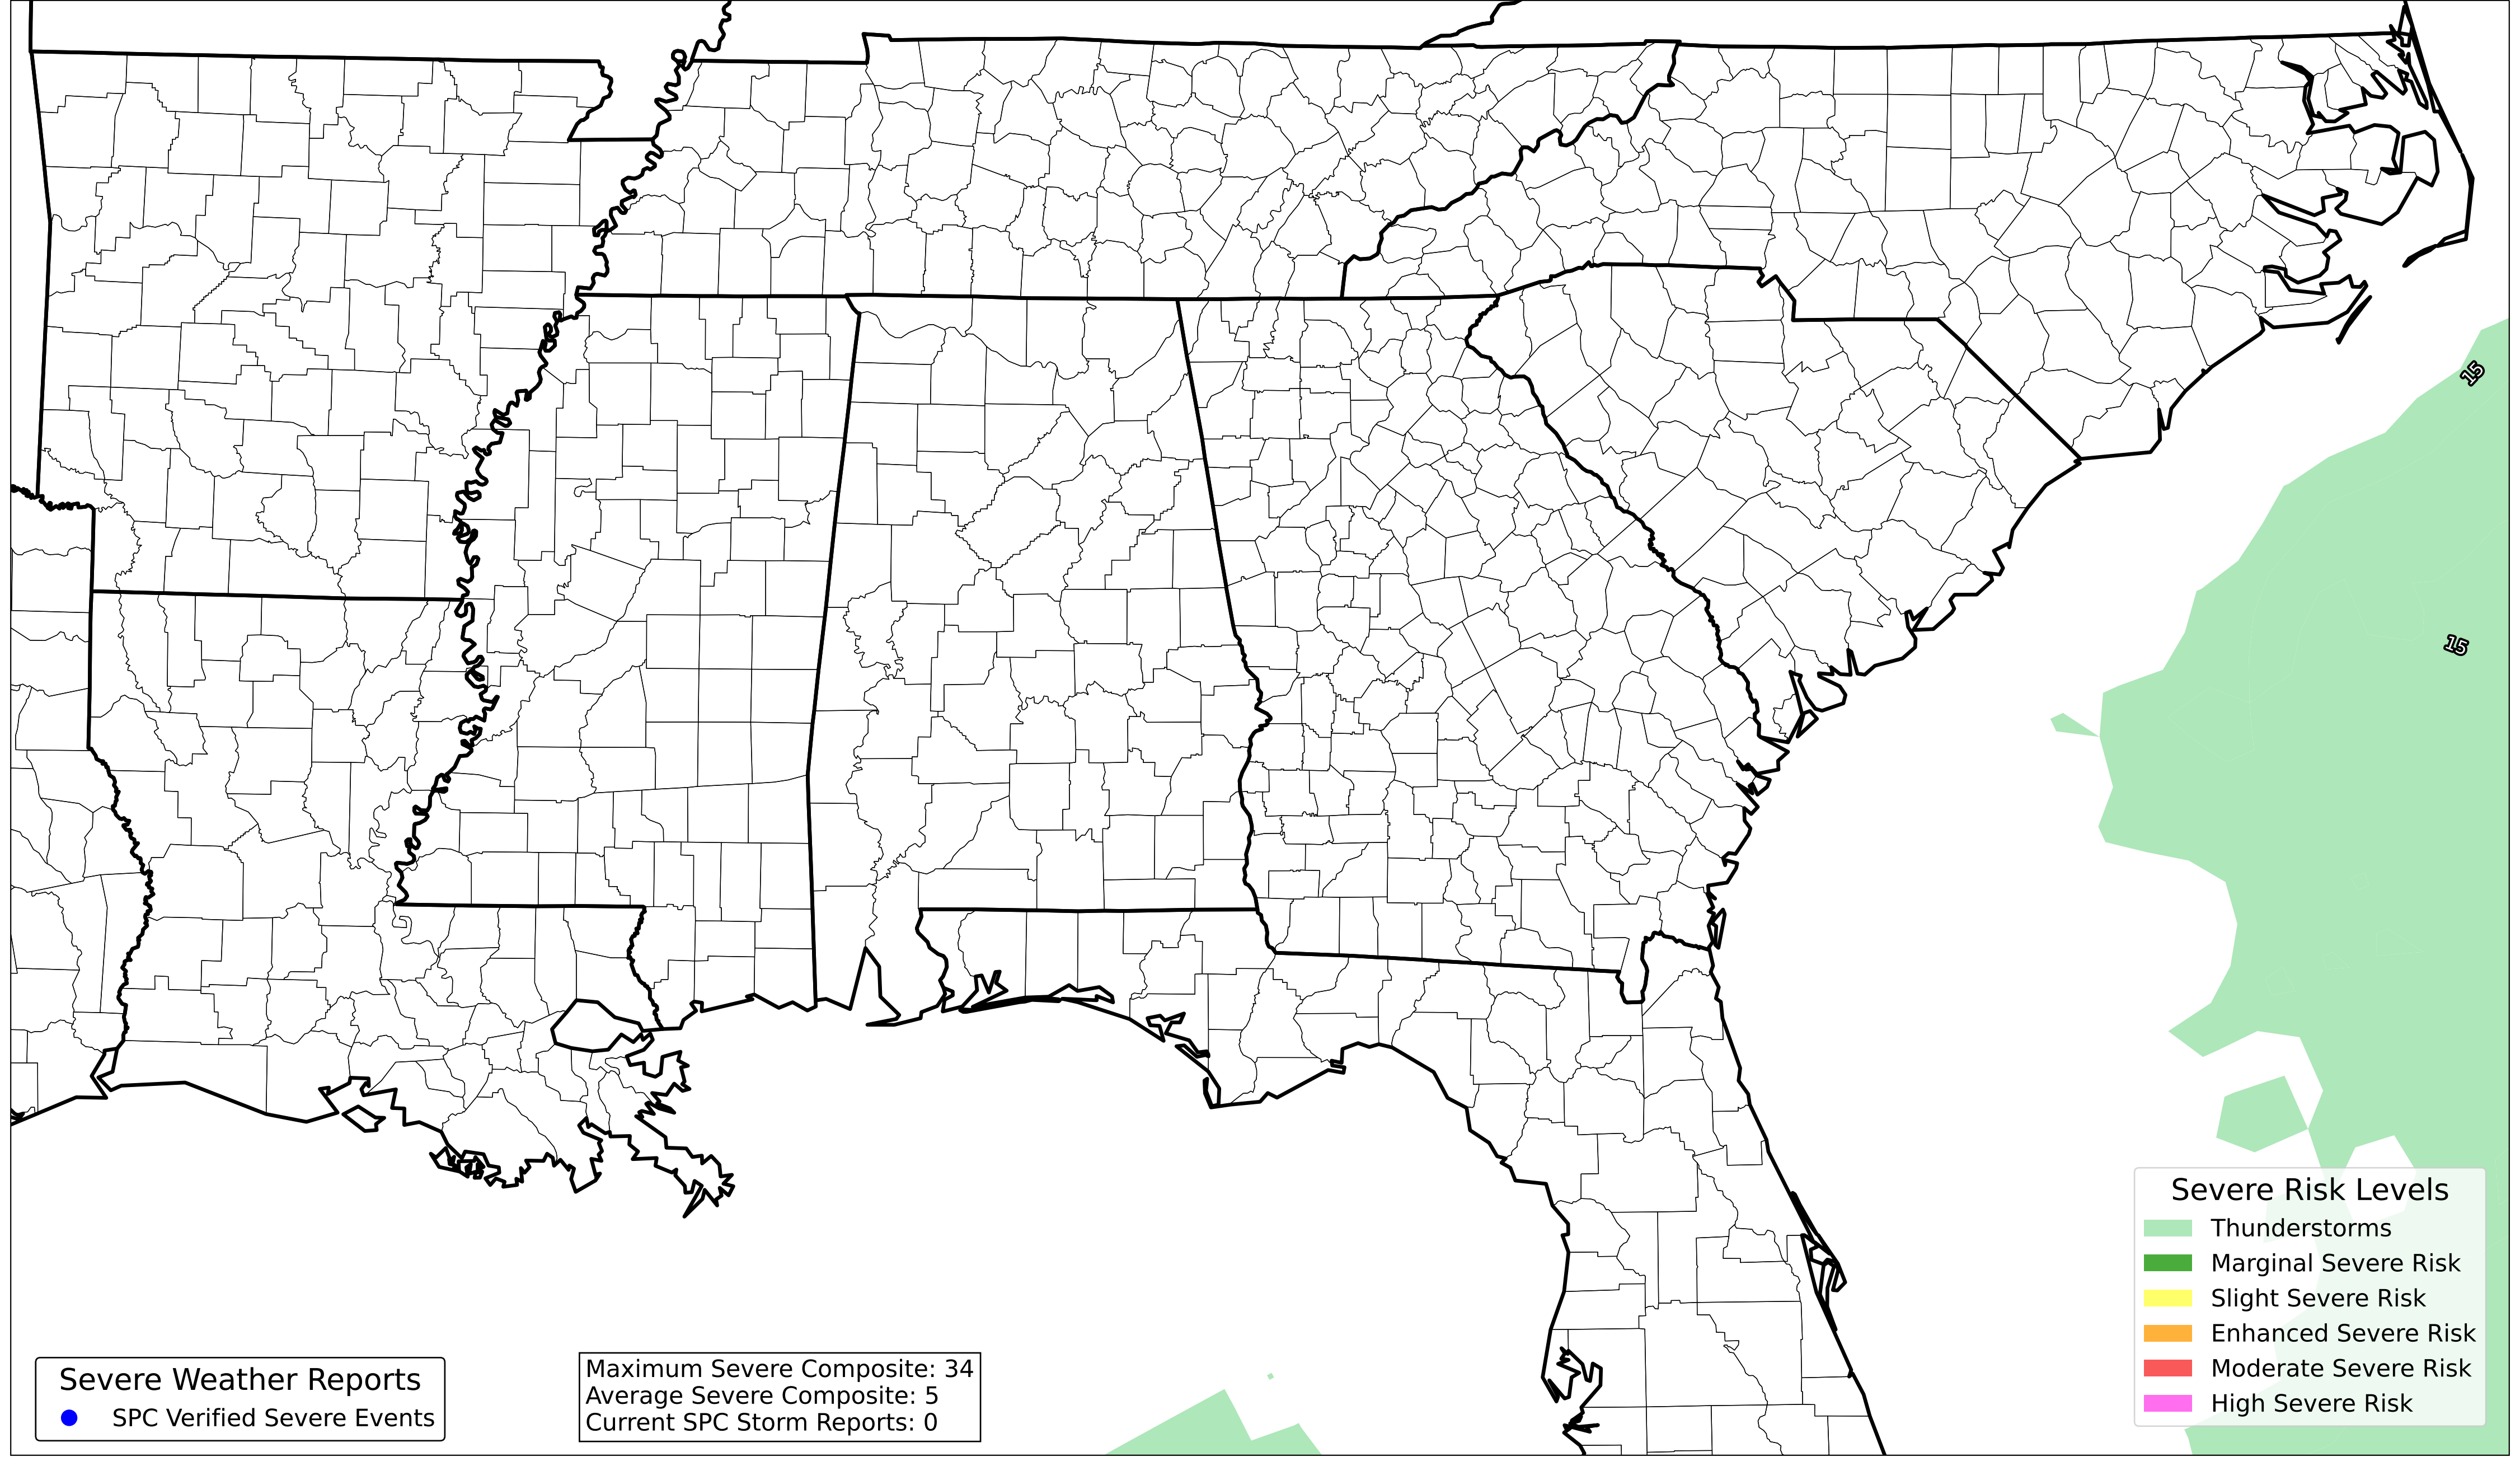 15
15
Severe Risk Levels
Thunderstorms
Marginal Severe Risk
Slight Severe Risk
Enhanced Severe Risk
Moderate Severe Risk
High Severe Risk
Severe Weather Reports
SPC Verified Severe Events
Maximum Severe Composite: 34
Average Severe Composite: 5
Current SPC Storm Reports: 0